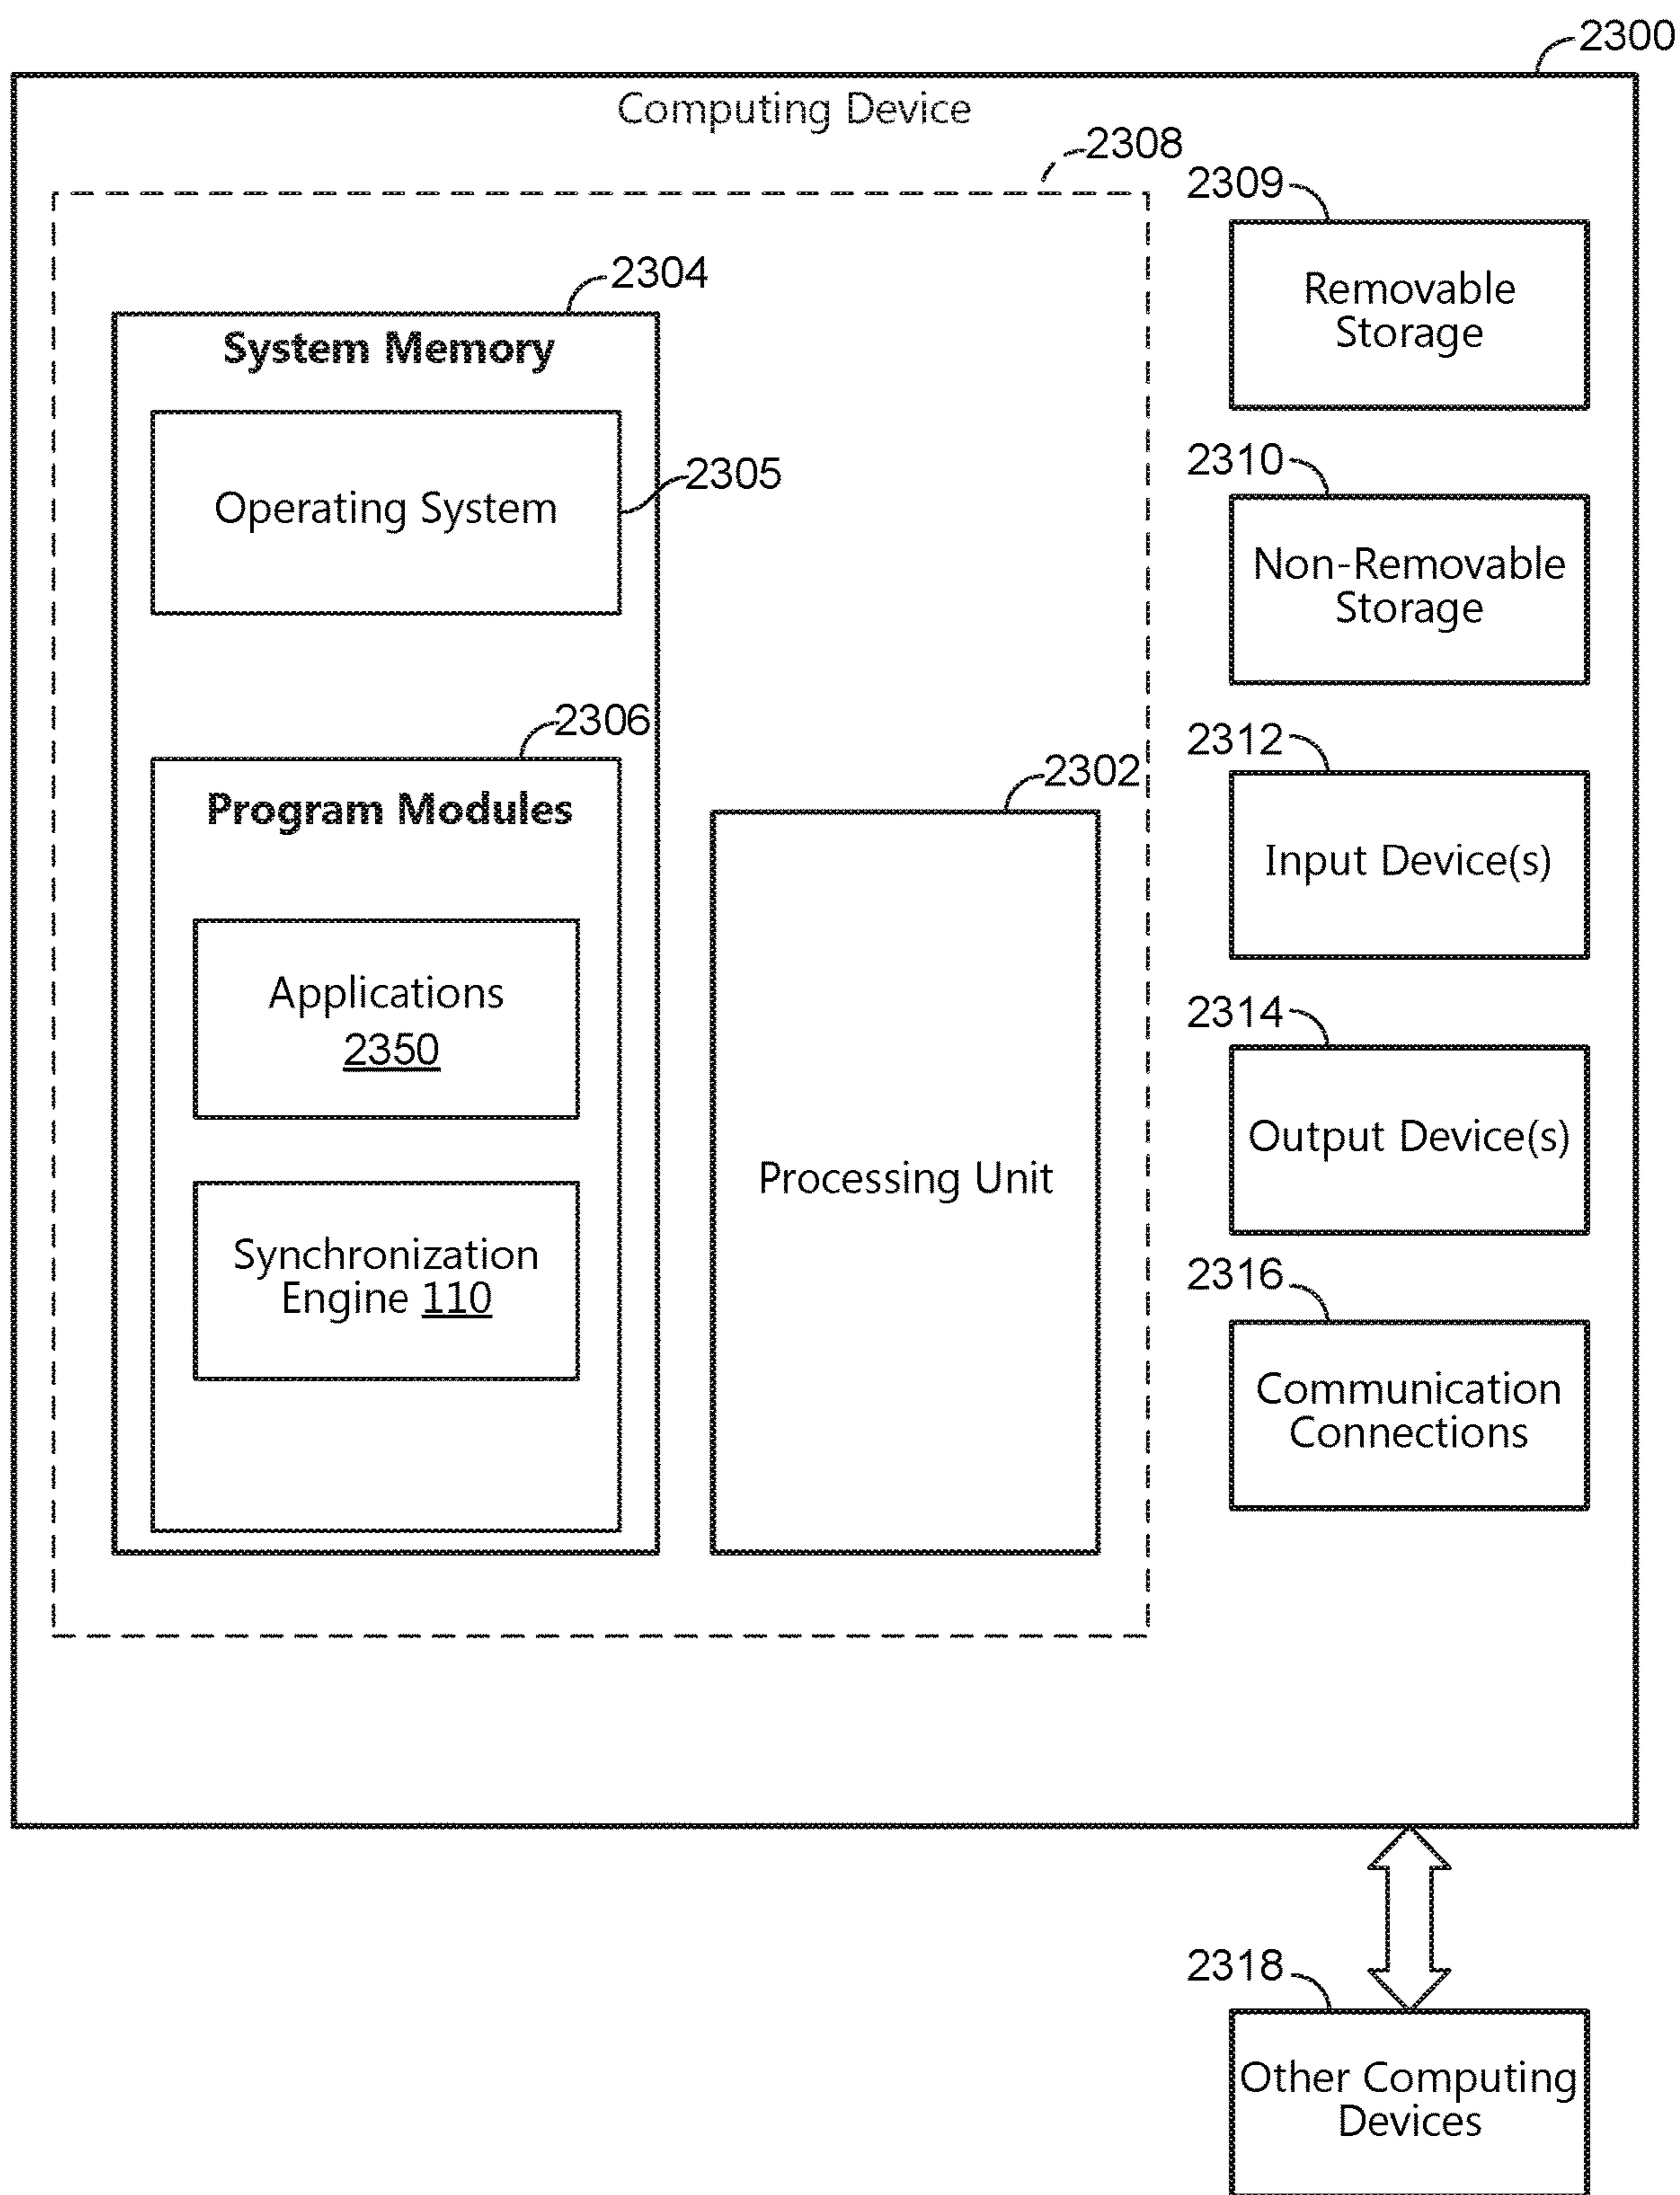 2300
Computing Device
2308
2309
Removable
Storage
2304
System Memory
Operating System
2305
2310
Non-Removable
Storage
2306
Program Modules
2302
2312
Input Device(s)
Applications
2350
2314
Output Device(s)
Processing Unit
Synchronization
Engine 110
2316
Communication
Connections
2318
Other Computing
Devices